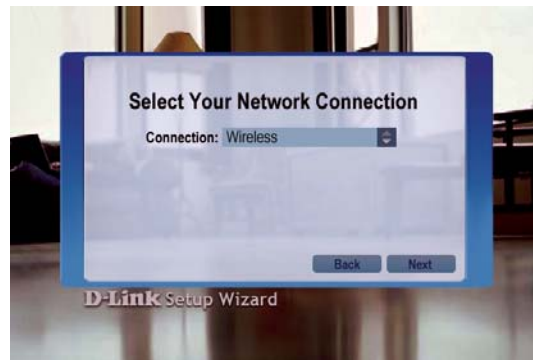 Select Your Network Connection
Connection: Wireless
Back Next
D-Link Setup Wizard